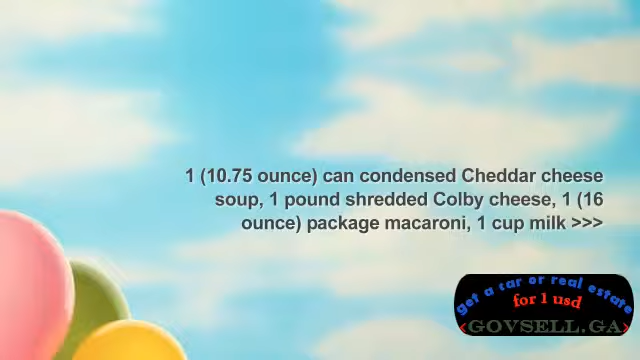 1 (10.75 ounce) can condensed Cheddar cheese
soup, 1 pound shredded Colby cheese, 1 (16
ounce) package macaroni, 1 cup milk >>>
get a car or real estate
for 1 usd
<GOVSELL.GA>